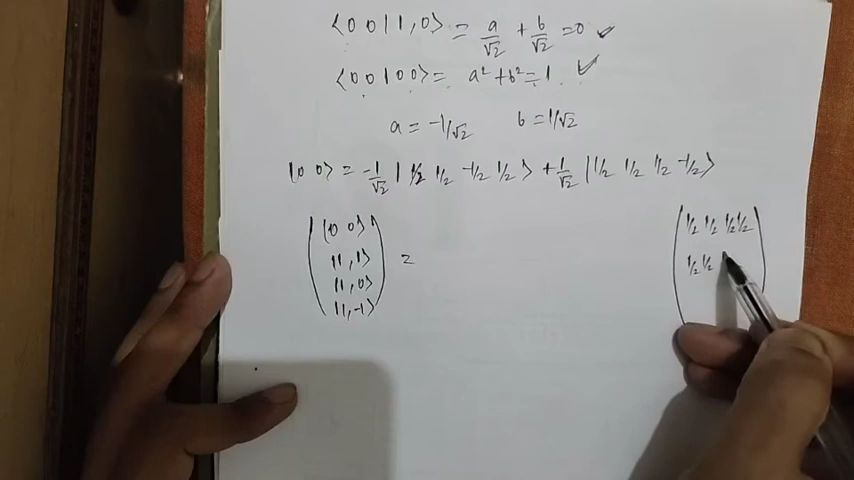 ⟨0 0 | 1, 0⟩ = a/√2 + b/√2 = 0 ✓
⟨0 0 | 0 0⟩ = a² + b² = 1. ✓
a = -1/√2 b = 1/√2
|0 0⟩ = -1/√2 | 1/2 1/2 -1/2 1/2 ⟩ + 1/√2 | 1/2 1/2 1/2 -1/2 ⟩
|0 0⟩ = 1/2 1/2 1/2 1/2
|1, 1⟩ 1/2 1/2
|1, 0⟩
|1, -1⟩